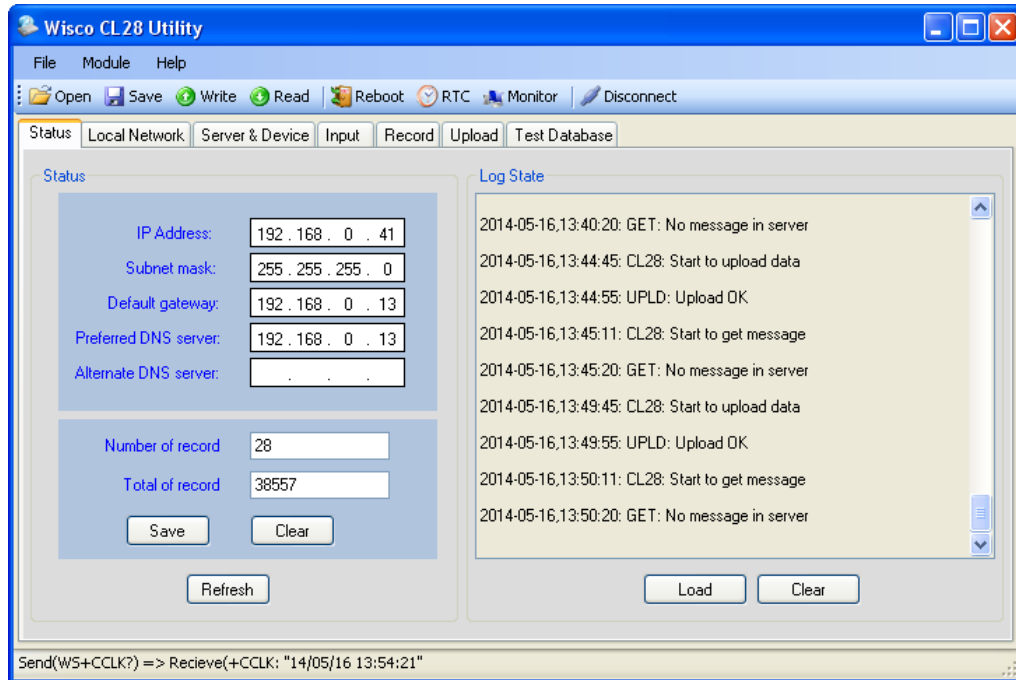 Wisco CL28 Utility
File Module Help
Open Save Write Read Reboot RTC Monitor Disconnect
Status Local Network Server & Device Input Record Upload Test Database
Status
IP Address: 192 . 168 . 0 . 41
Subnet mask: 255 . 255 . 255 . 0
Default gateway: 192 . 168 . 0 . 13
Preferred DNS server: 192 . 168 . 0 . 13
Alternate DNS server: . . .
Number of record 28
Total of record 38557
Save Clear
Refresh
Log State
2014-05-16,13:40:20: GET: No message in server
2014-05-16,13:44:45: CL28: Start to upload data
2014-05-16,13:44:55: UPLD: Upload OK
2014-05-16,13:45:11: CL28: Start to get message
2014-05-16,13:45:20: GET: No message in server
2014-05-16,13:49:45: CL28: Start to upload data
2014-05-16,13:49:55: UPLD: Upload OK
2014-05-16,13:50:11: CL28: Start to get message
2014-05-16,13:50:20: GET: No message in server
Load Clear
Send(WS+CCLK?) => Recieve(+CCLK: "14/05/16 13:54:21"